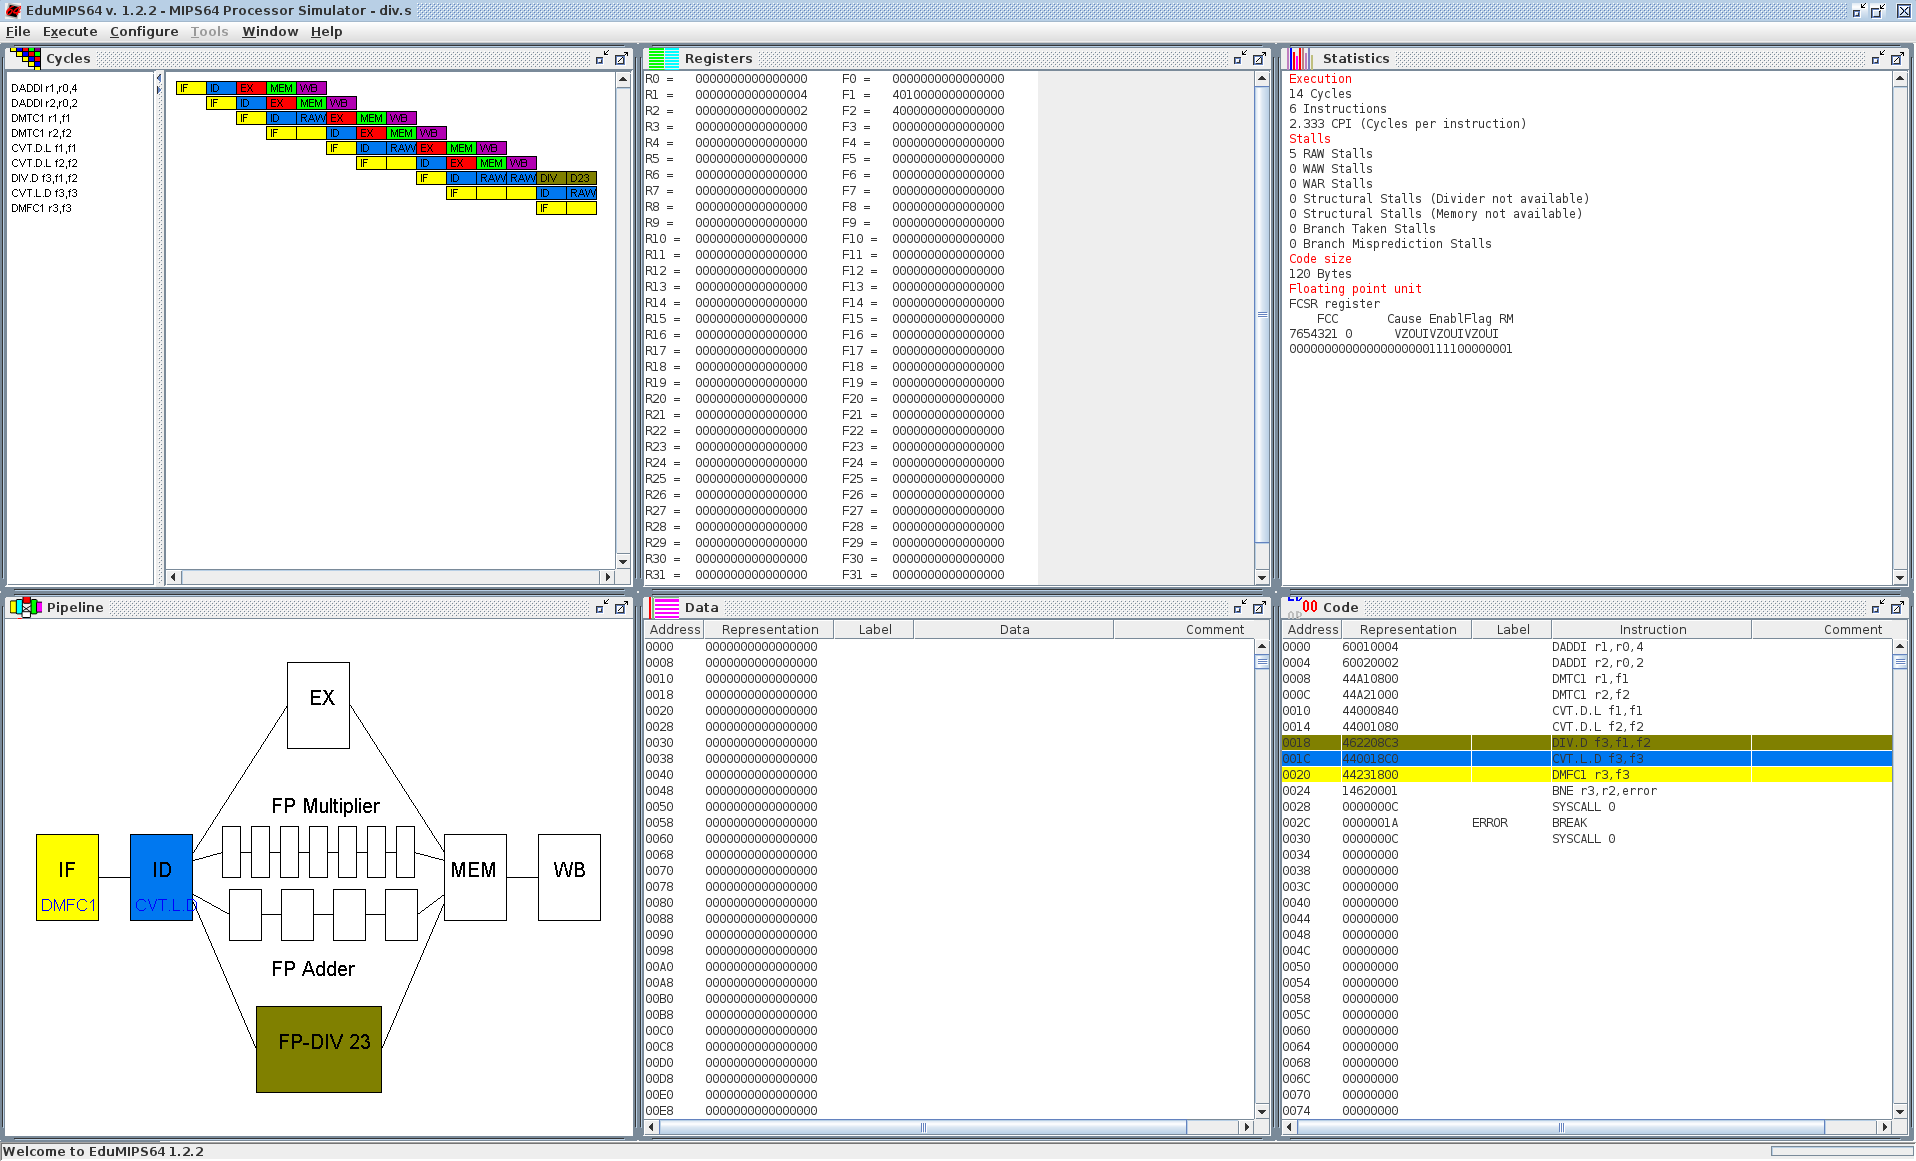 EduMIPS64 v. 1.2.2 - MIPS64 Processor Simulator - div.s
File Execute Configure Tools Window Help
Cycles
DADDI r1,r0,4 IF ID EX MEM WB
DADDI r2,r0,2 IF ID EX MEM WB
DMTC1 r1,f1 IF ID RAW EX MEM WB
DMTC1 r2,f2 IF ID EX MEM WB
CVT.D.L f1,f1 IF ID RAW EX MEM WB
CVT.D.L f2,f2 IF ID EX MEM WB
DIV.D f3,f1,f2 IF ID RAW RAW DIV D23
CVT.L.D f3,f3 IF ID RAW
DMFC1 r3,f3 IF
Registers
R0 = 0000000000000000 F0 = 0000000000000000
R1 = 0000000000000004 F1 = 4010000000000000
R2 = 0000000000000002 F2 = 4000000000000000
R3 = 0000000000000000 F3 = 0000000000000000
R4 = 0000000000000000 F4 = 0000000000000000
R5 = 0000000000000000 F5 = 0000000000000000
R6 = 0000000000000000 F6 = 0000000000000000
R7 = 0000000000000000 F7 = 0000000000000000
R8 = 0000000000000000 F8 = 0000000000000000
R9 = 0000000000000000 F9 = 0000000000000000
R10 = 0000000000000000 F10 = 0000000000000000
R11 = 0000000000000000 F11 = 0000000000000000
R12 = 0000000000000000 F12 = 0000000000000000
R13 = 0000000000000000 F13 = 0000000000000000
R14 = 0000000000000000 F14 = 0000000000000000
R15 = 0000000000000000 F15 = 0000000000000000
R16 = 0000000000000000 F16 = 0000000000000000
R17 = 0000000000000000 F17 = 0000000000000000
R18 = 0000000000000000 F18 = 0000000000000000
R19 = 0000000000000000 F19 = 0000000000000000
R20 = 0000000000000000 F20 = 0000000000000000
R21 = 0000000000000000 F21 = 0000000000000000
R22 = 0000000000000000 F22 = 0000000000000000
R23 = 0000000000000000 F23 = 0000000000000000
R24 = 0000000000000000 F24 = 0000000000000000
R25 = 0000000000000000 F25 = 0000000000000000
R26 = 0000000000000000 F26 = 0000000000000000
R27 = 0000000000000000 F27 = 0000000000000000
R28 = 0000000000000000 F28 = 0000000000000000
R29 = 0000000000000000 F29 = 0000000000000000
R30 = 0000000000000000 F30 = 0000000000000000
R31 = 0000000000000000 F31 = 0000000000000000
Statistics
Execution
14 Cycles
6 Instructions
2.333 CPI (Cycles per instruction)
Stalls
5 RAW Stalls
0 WAW Stalls
0 WAR Stalls
0 Structural Stalls (Divider not available)
0 Structural Stalls (Memory not available)
0 Branch Taken Stalls
0 Branch Misprediction Stalls
Code size
120 Bytes
Floating point unit
FCSR register
FCC Cause EnablFlag RM
7654321 0 VZOUIVZOUIVZOUI
00000000000000000000111100000001
Pipeline
EX
FP Multiplier
IF DMFC1
ID CVT.L.D
MEM
WB
FP Adder
FP-DIV 23
Data
Address Representation Label Data Comment
0000 0000000000000000
0008 0000000000000000
0010 0000000000000000
0018 0000000000000000
0020 0000000000000000
0028 0000000000000000
0030 0000000000000000
0038 0000000000000000
0040 0000000000000000
0048 0000000000000000
0050 0000000000000000
0058 0000000000000000
0060 0000000000000000
0068 0000000000000000
0070 0000000000000000
0078 0000000000000000
0080 0000000000000000
0088 0000000000000000
0090 0000000000000000
0098 0000000000000000
00A0 0000000000000000
00A8 0000000000000000
00B0 0000000000000000
00B8 0000000000000000
00C0 0000000000000000
00C8 0000000000000000
00D0 0000000000000000
00D8 0000000000000000
00E0 0000000000000000
00E8 0000000000000000
Code
Address Representation Label Instruction Comment
0000 60010004 DADDI r1,r0,4
0004 60020002 DADDI r2,r0,2
0008 44A10800 DMTC1 r1,f1
000C 44A21000 DMTC1 r2,f2
0010 44000840 CVT.D.L f1,f1
0014 44001080 CVT.D.L f2,f2
0018 462208C3 DIV.D f3,f1,f2
001C 440018C0 CVT.L.D f3,f3
0020 44231800 DMFC1 r3,f3
0024 14620001 BNE r3,r2,error
0028 0000000C SYSCALL 0
002C 0000001A ERROR BREAK
0030 0000000C SYSCALL 0
0034 00000000
0038 00000000
003C 00000000
0040 00000000
0044 00000000
0048 00000000
004C 00000000
0050 00000000
0054 00000000
0058 00000000
005C 00000000
0060 00000000
0064 00000000
0068 00000000
006C 00000000
0070 00000000
0074 00000000
Welcome to EduMIPS64 1.2.2